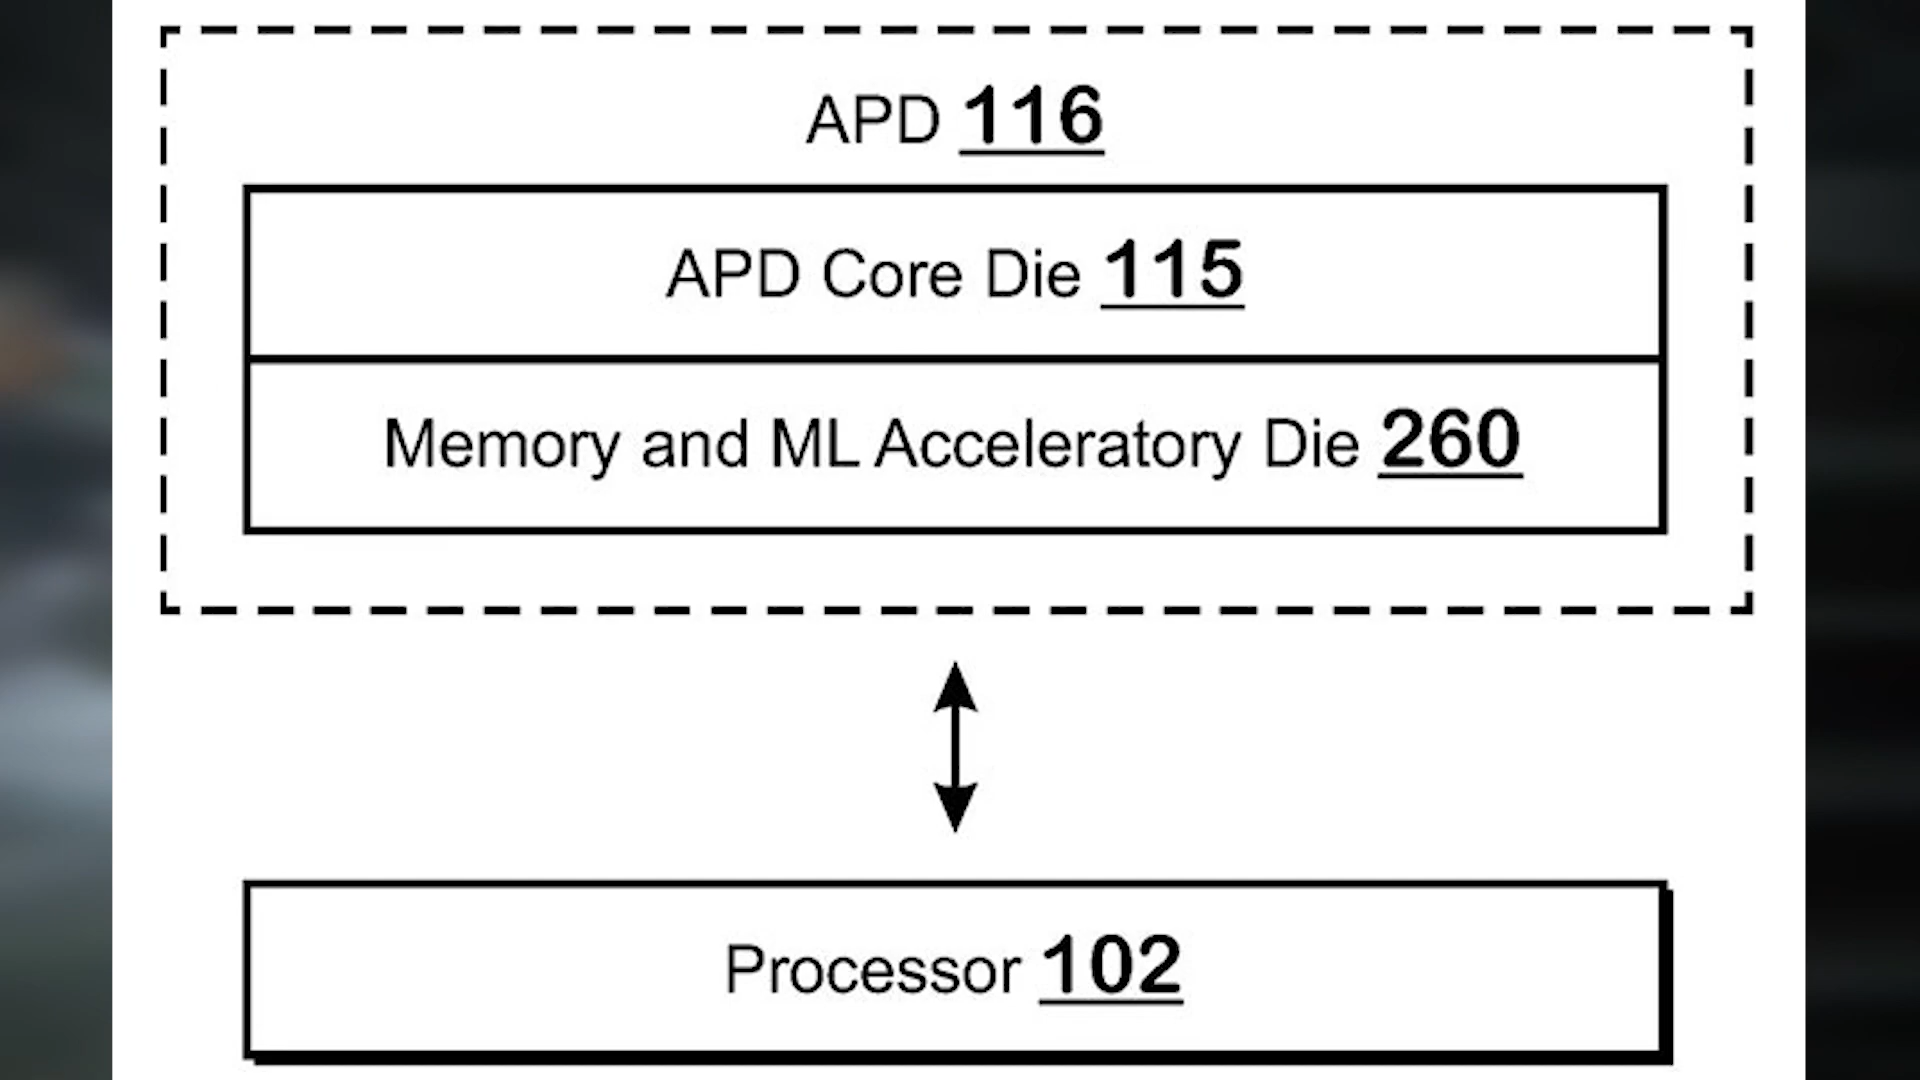 APD 116
APD Core Die 115
Memory and ML Acceleratory Die 260
Processor 102